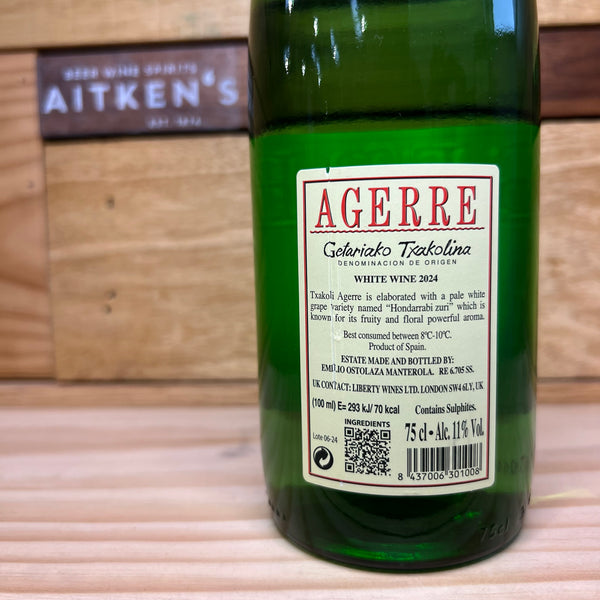 BEER WINE SPIRITS
AITKEN'S
EST. 1874
AGERRE
Getariako Txakolina
DENOMINACION DE ORIGEN
WHITE WINE 2024
Txakoli Agerre is elaborated with a pale white
grape variety named "Hondarrabi zuri" which is
known for its fruity and floral powerful aroma.
Best consumed between 8ºC-10ºC.
Product of Spain.
ESTATE MADE AND BOTTLED BY:
EMILIO OSTOLAZA MANTEROLA. RE 6.705 SS.
UK CONTACT: LIBERTY WINES LTD. LONDON SW4 6LY, UK
(100 ml) E= 293 kJ/ 70 kcal
Contains Sulphites.
INGREDIENTS
75 cl • Alc. 11% Vol.
Lote 06-24
8 437006 301008
75cl